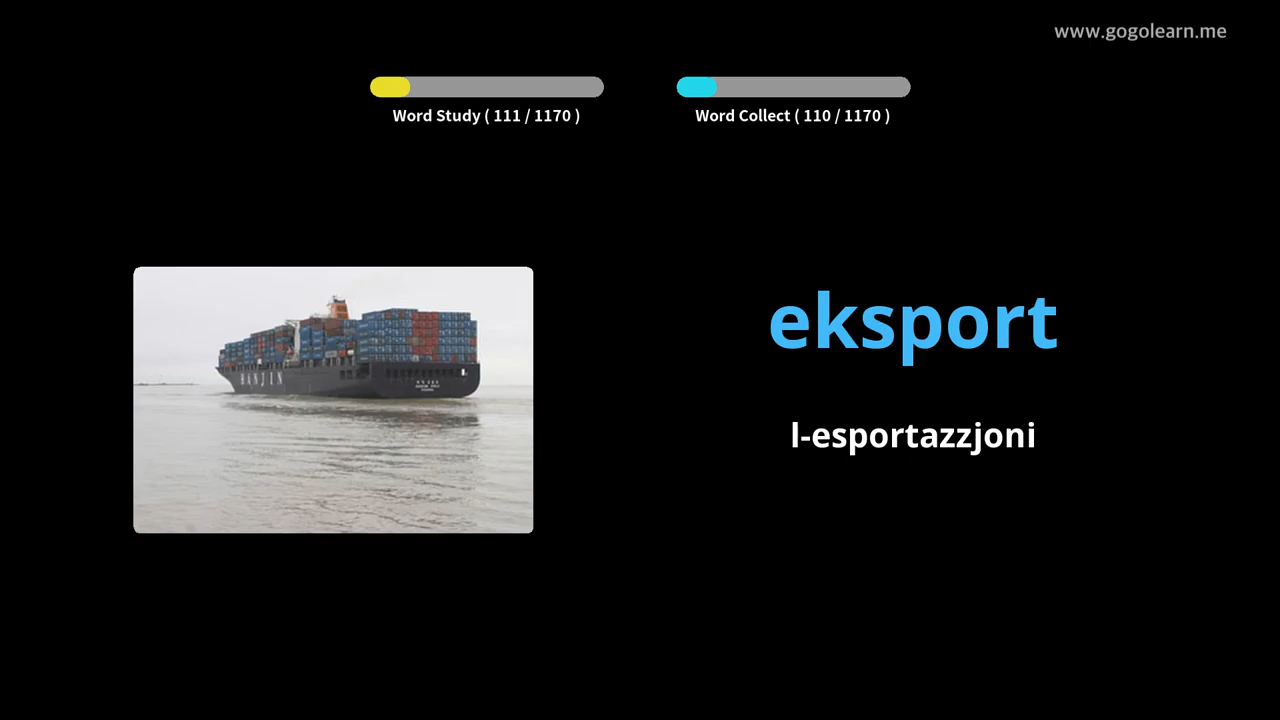 www.gogolearn.me
Word Study ( 111 / 1170 )
Word Collect ( 110 / 1170 )
HANJIN
eksport
l-esportazzjoni